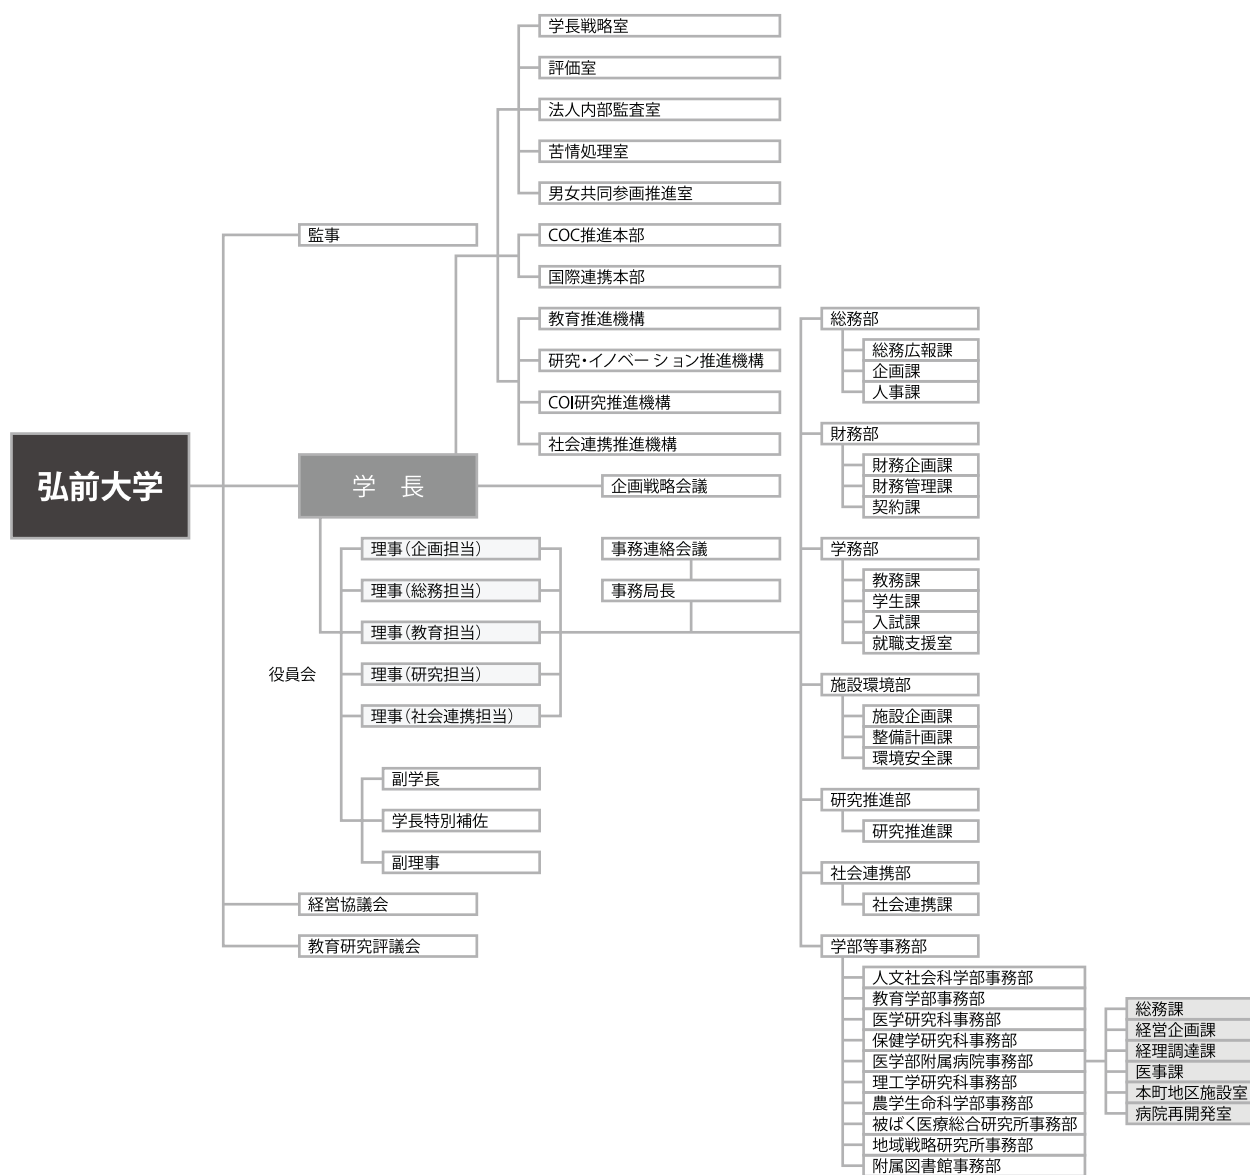 弘前大学
監事
学　長
役員会
理事（企画担当）
理事（総務担当）
理事（教育担当）
理事（研究担当）
理事（社会連携担当）
副学長
学長特別補佐
副理事
経営協議会
教育研究評議会
学長戦略室
評価室
法人内部監査室
苦情処理室
男女共同参画推進室
COC推進本部
国際連携本部
教育推進機構
研究・イノベーション推進機構
COI研究推進機構
社会連携推進機構
企画戦略会議
事務連絡会議
事務局長
総務部
総務広報課
企画課
人事課
財務部
財務企画課
財務管理課
契約課
学務部
教務課
学生課
入試課
就職支援室
施設環境部
施設企画課
整備計画課
環境安全課
研究推進部
研究推進課
社会連携部
社会連携課
学部等事務部
人文社会科学部事務部
教育学部事務部
医学研究科事務部
保健学研究科事務部
医学部附属病院事務部
理工学研究科事務部
農学生命科学部事務部
被ばく医療総合研究所事務部
地域戦略研究所事務部
附属図書館事務部
総務課
経営企画課
経理調達課
医事課
本町地区施設室
病院再開発室